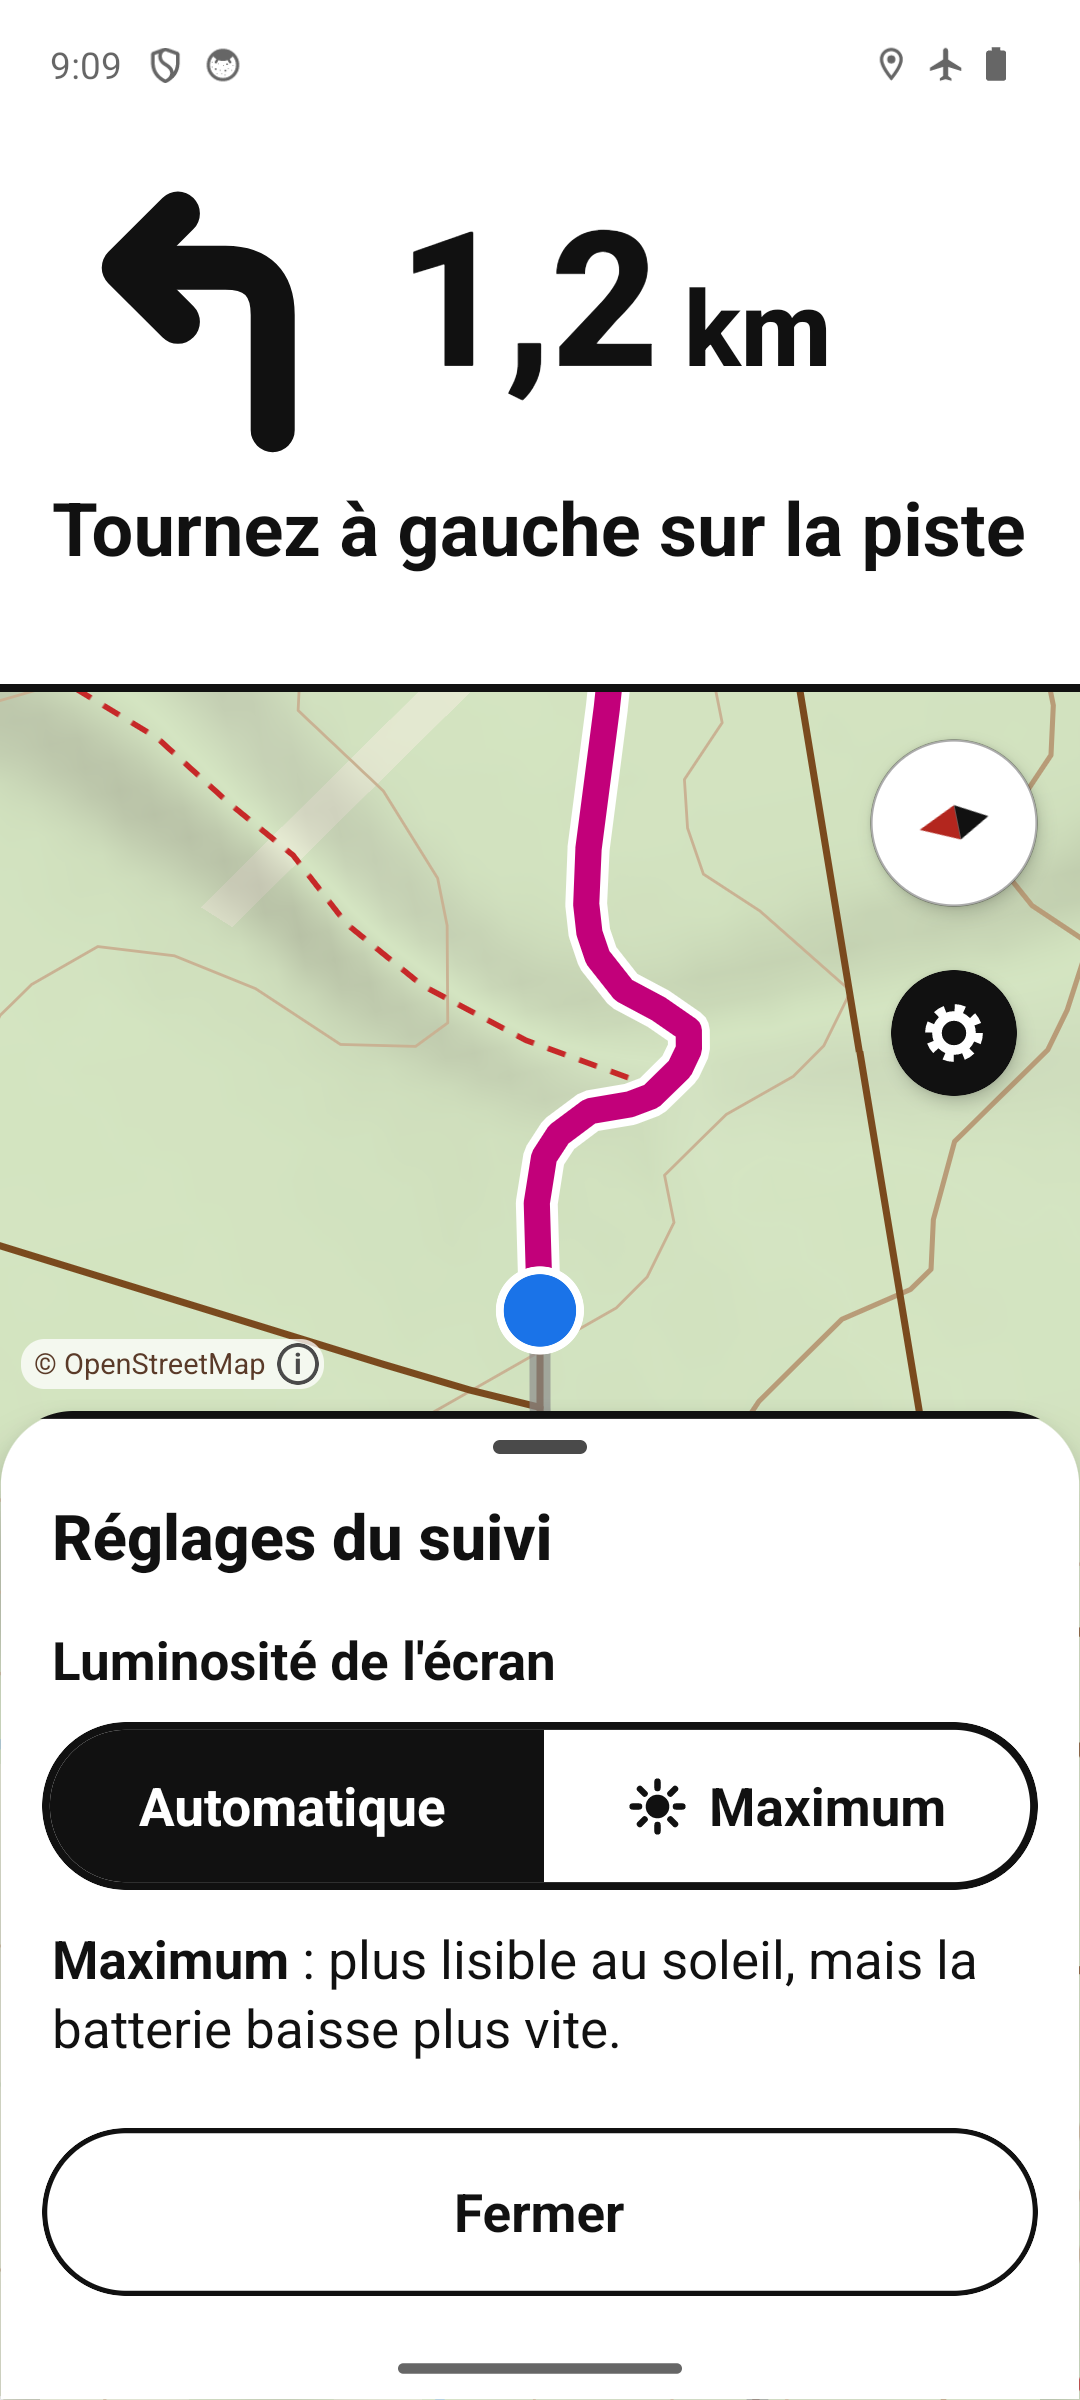 9:09
1,2 km
Tournez à gauche sur la piste
© OpenStreetMap i
Réglages du suivi
Luminosité de l'écran
Automatique
Maximum
Maximum : plus lisible au soleil, mais la
batterie baisse plus vite.
Fermer